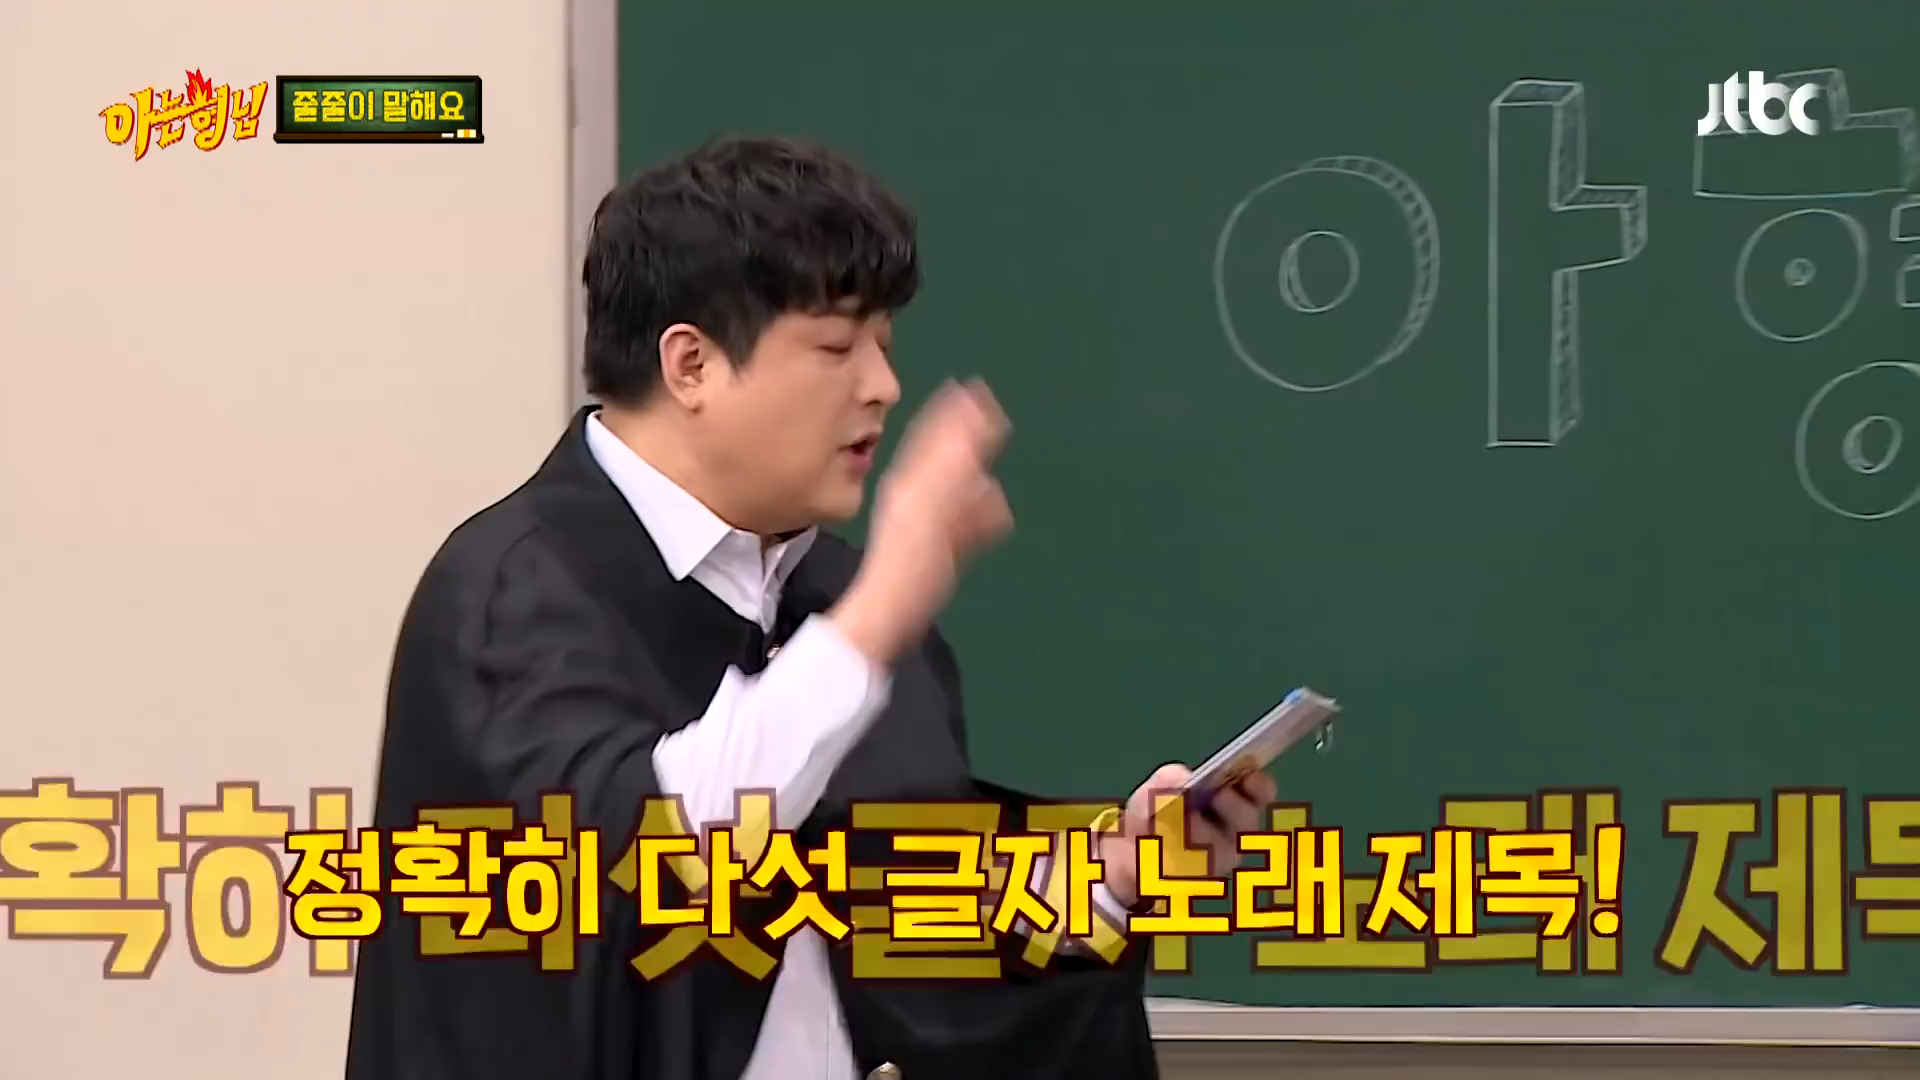 아는형님
줄줄이 말해요
jtbc
아형
정확히 다섯 글자 노래 제목!